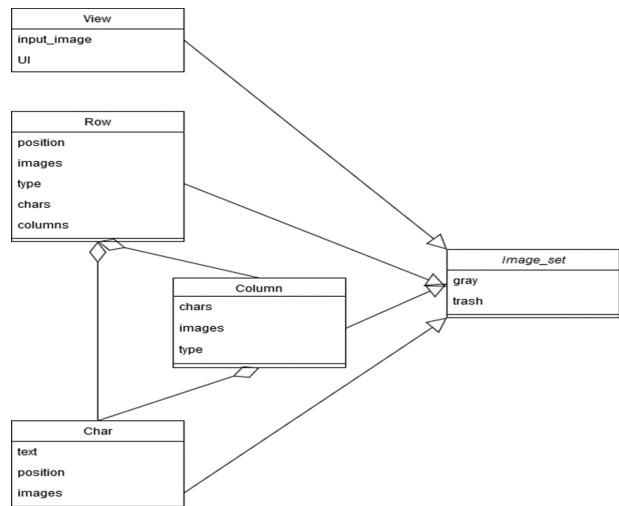 View
input_image
UI
Row
position
images
type
chars
columns
Image_set
gray
trash
Column
chars
images
type
Char
text
position
images